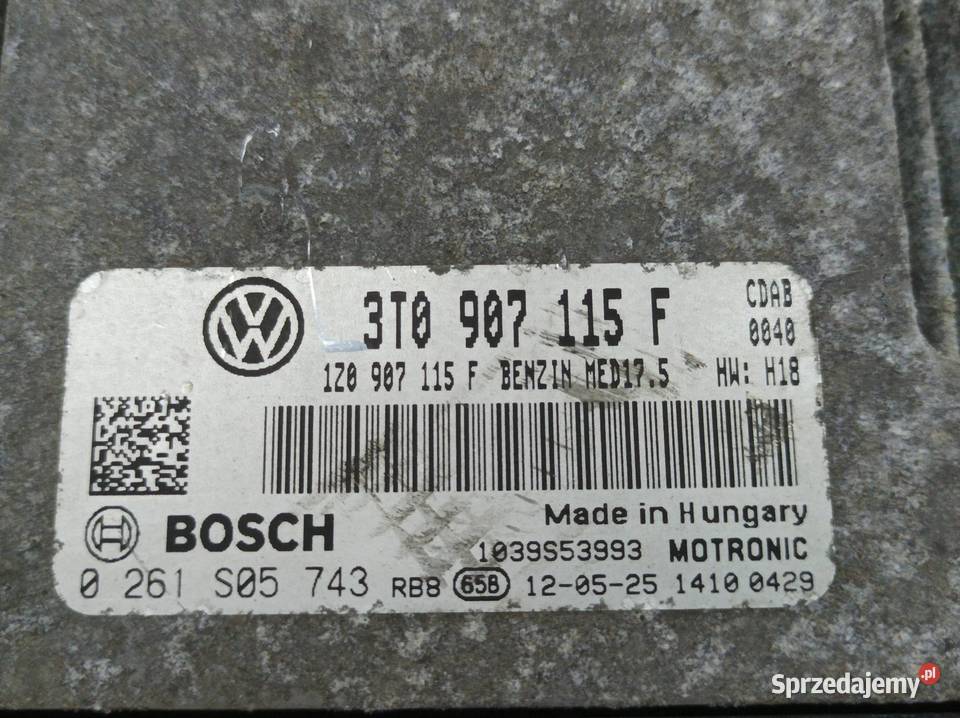 3T0 907 115 F
CDAB
0040
1Z0 907 115 F BENZIN MED17.5 HW: H18
BOSCH
Made in Hungary
1039S53993 MOTRONIC
0 261 S05 743 RB8 65B 12-05-25 1410 0429
Sprzedajemy.pl